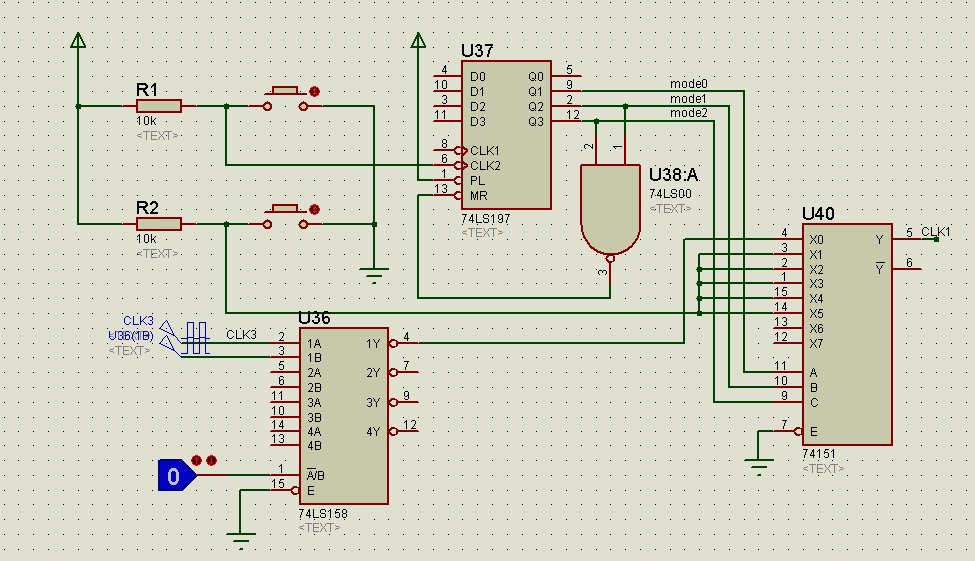 R1
10k
<TEXT>
R2
10k
<TEXT>
U37
4 D0 Q0 5
10 D1 Q1 9
3 D2 Q2 2
11 D3 Q3 12
8 CLK1
6 CLK2
1 PL
13 MR
74LS197
<TEXT>
mode0
mode1
mode2
2 1
U38:A
74LS00
<TEXT>
3
U40
4 X0 Y 5 CLK1
3 X1
2 X2 Y 6
1 X3
15 X4
14 X5
13 X6
12 X7
11 A
10 B
9 C
7 E
74151
<TEXT>
U36
CLK3
U36(1B)
<TEXT>
CLK3
2 1A 1Y 4
3 1B
5 2A 2Y 7
6 2B
11 3A 3Y 9
10 3B
14 4A 4Y 12
13 4B
0
1 A/B
15 E
74LS158
<TEXT>